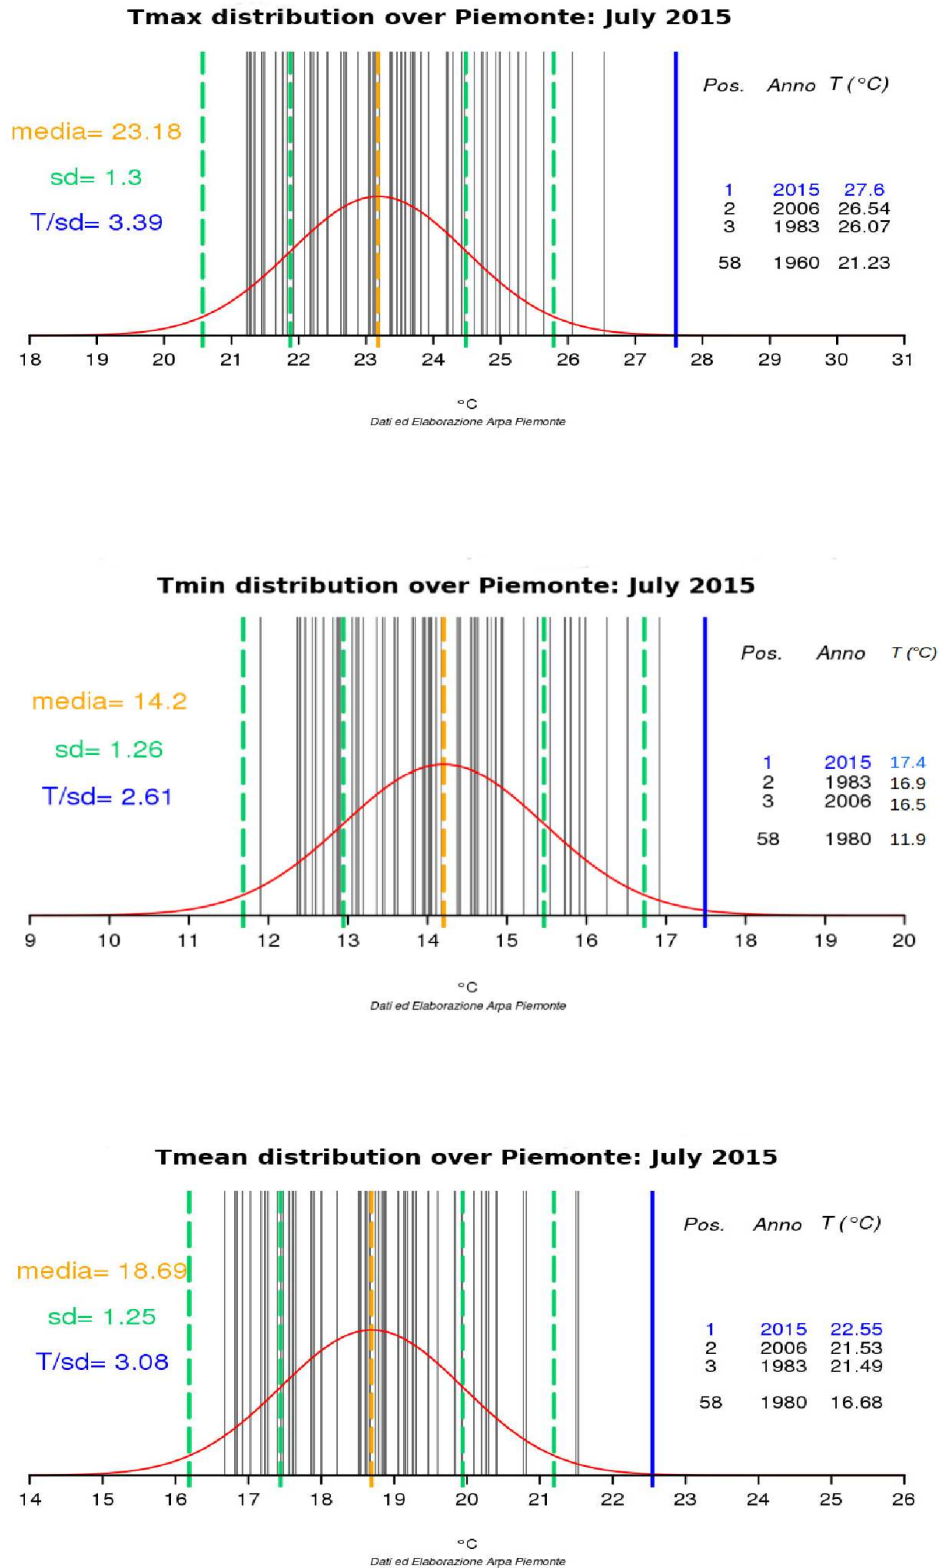 Tmax distribution over Piemonte: July 2015
Pos. Anno T (°C)
media= 23.18
sd= 1.3
T/sd= 3.39
1 2015 27.6
2 2006 26.54
3 1983 26.07
58 1960 21.23
18 19 20 21 22 23 24 25 26 27 28 29 30 31
°C
Dati ed Elaborazione Arpa Piemonte
Tmin distribution over Piemonte: July 2015
Pos. Anno T (°C)
media= 14.2
sd= 1.26
T/sd= 2.61
1 2015 17.4
2 1983 16.9
3 2006 16.5
58 1980 11.9
9 10 11 12 13 14 15 16 17 18 19 20
°C
Dati ed Elaborazione Arpa Piemonte
Tmean distribution over Piemonte: July 2015
Pos. Anno T (°C)
media= 18.69
sd= 1.25
T/sd= 3.08
1 2015 22.55
2 2006 21.53
3 1983 21.49
58 1980 16.68
14 15 16 17 18 19 20 21 22 23 24 25 26
°C
Dati ed Elaborazione Arpa Piemonte